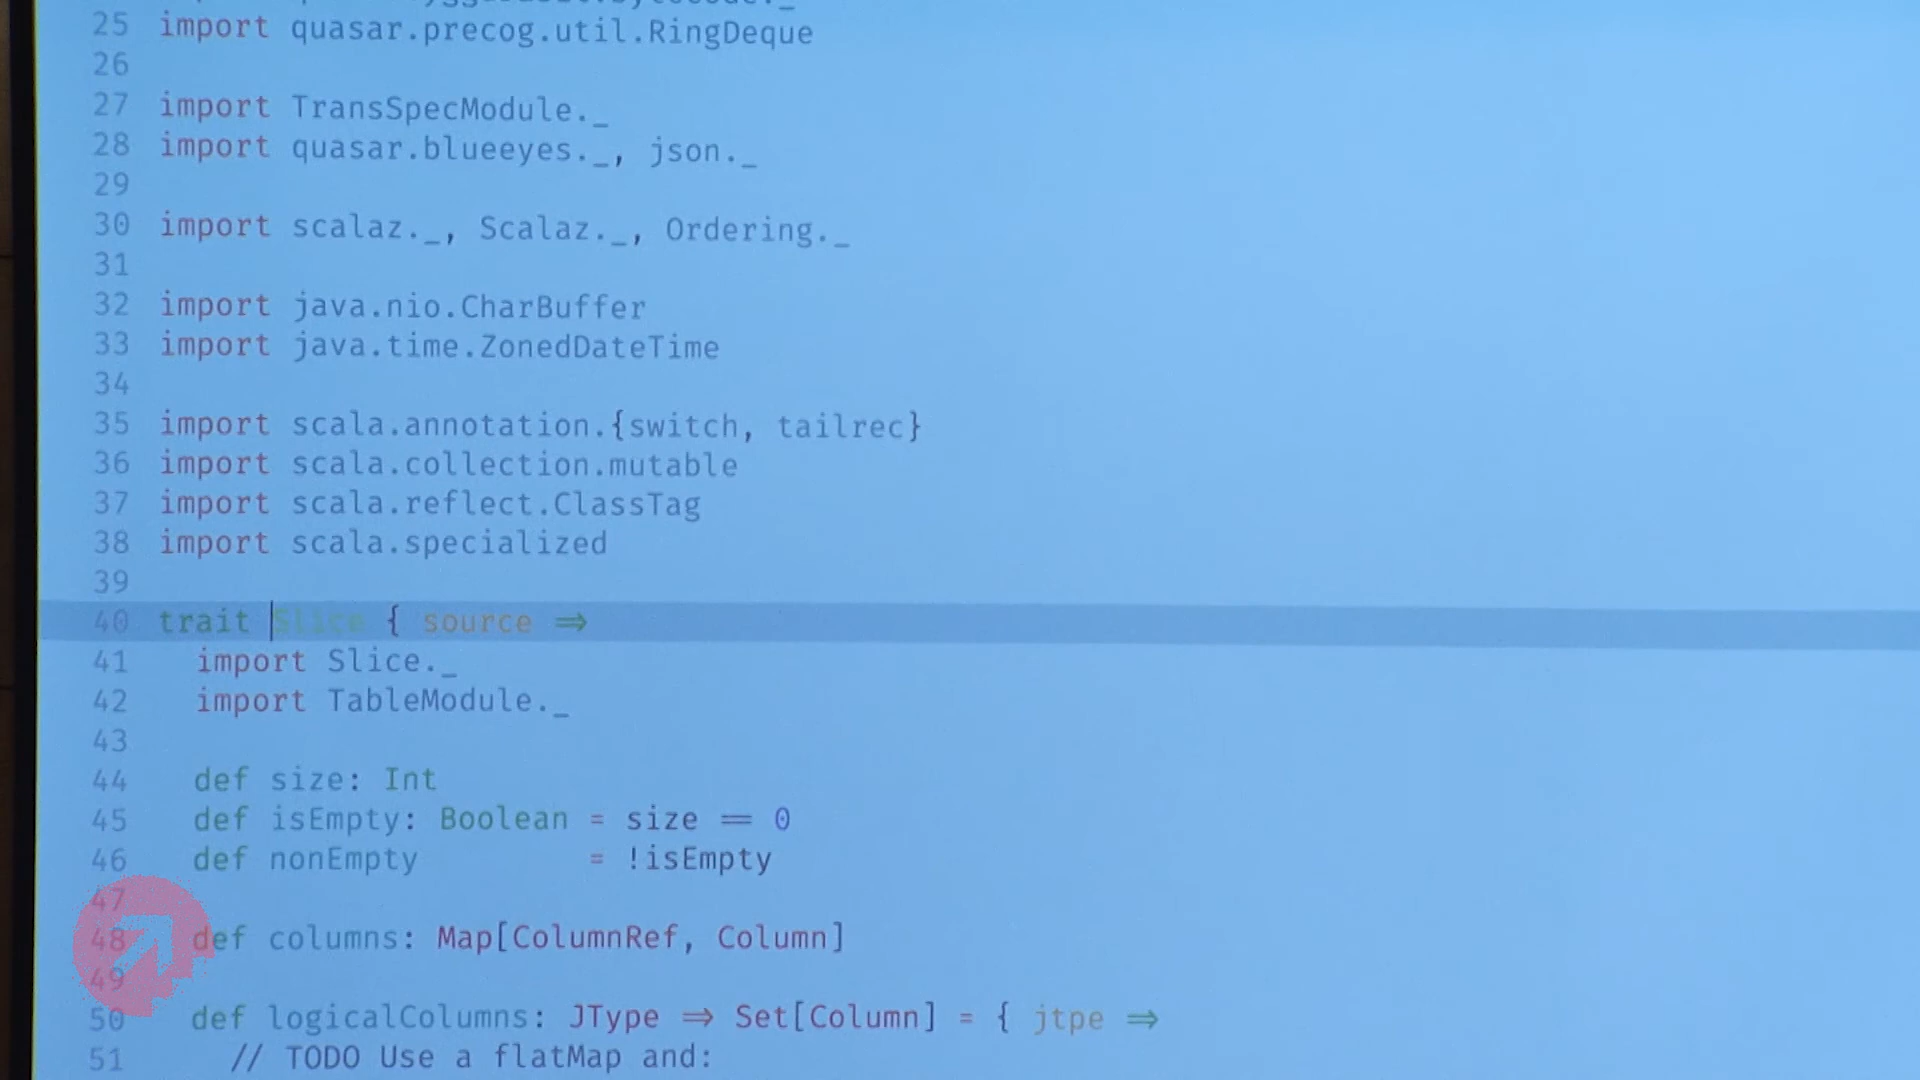 25 import quasar.precog.util.RingDeque
26
27 import TransSpecModule._
28 import quasar.blueeyes._, json._
29
30 import scalaz._, Scalaz._, Ordering._
31
32 import java.nio.CharBuffer
33 import java.time.ZonedDateTime
34
35 import scala.annotation.{switch, tailrec}
36 import scala.collection.mutable
37 import scala.reflect.ClassTag
38 import scala.specialized
39
40 trait Slice { source ⇒
41 import Slice._
42 import TableModule._
43
44 def size: Int
45 def isEmpty: Boolean = size == 0
46 def nonEmpty = !isEmpty
47
48 def columns: Map[ColumnRef, Column]
49
50 def logicalColumns: JType ⇒ Set[Column] = { jtpe ⇒
51 // TODO Use a flatMap and: